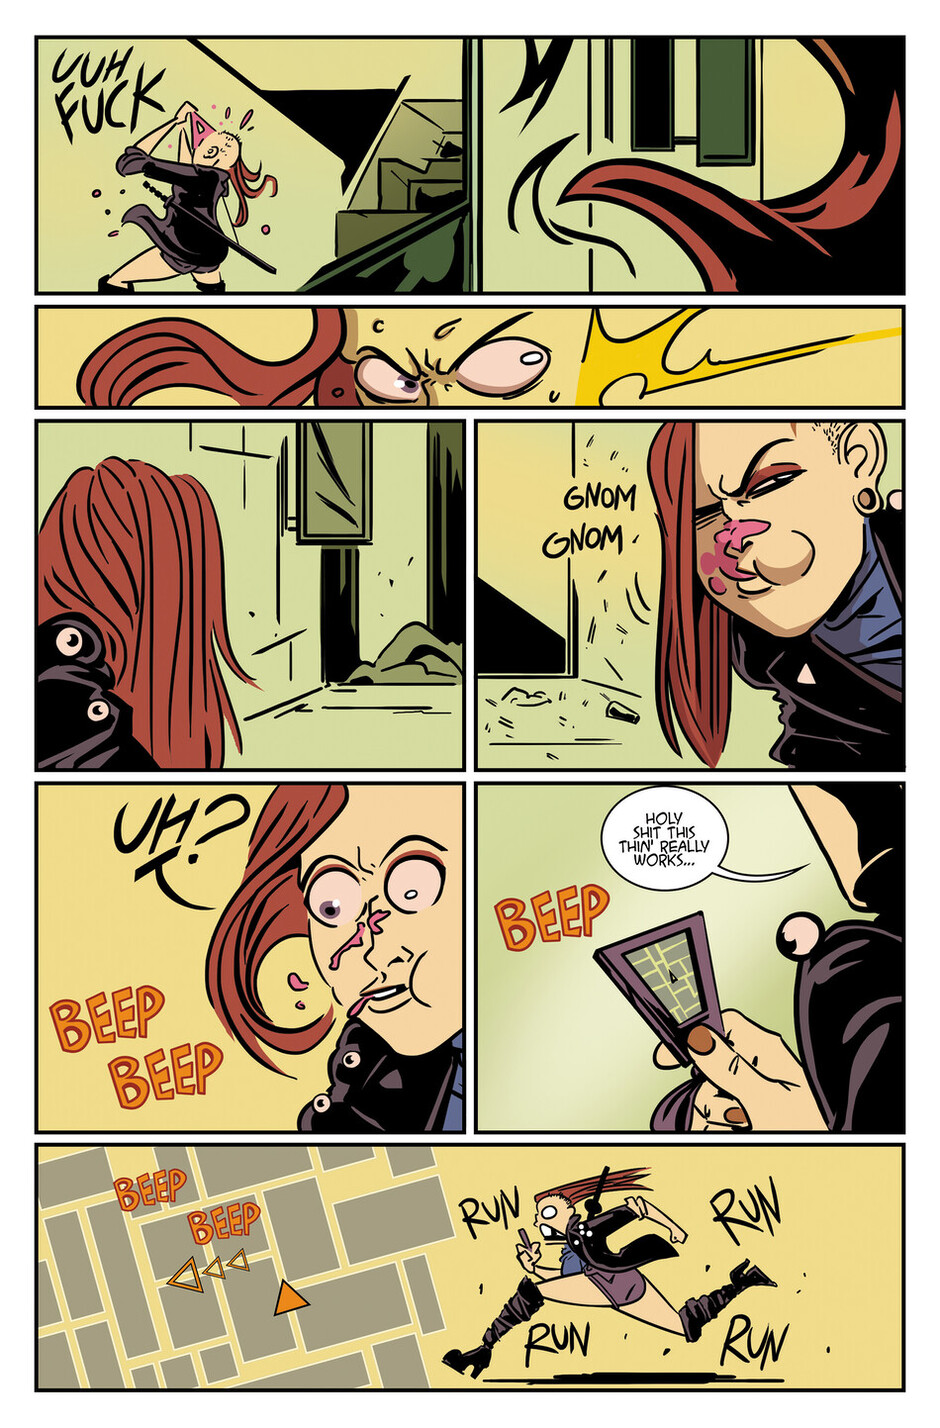 UUH
FUCK
GNOM
GNOM
UH?
BEEP
BEEP
HOLY
SHIT THIS
THIN' REALLY
WORKS...
BEEP
BEEP
BEEP
RUN
RUN
RUN
RUN